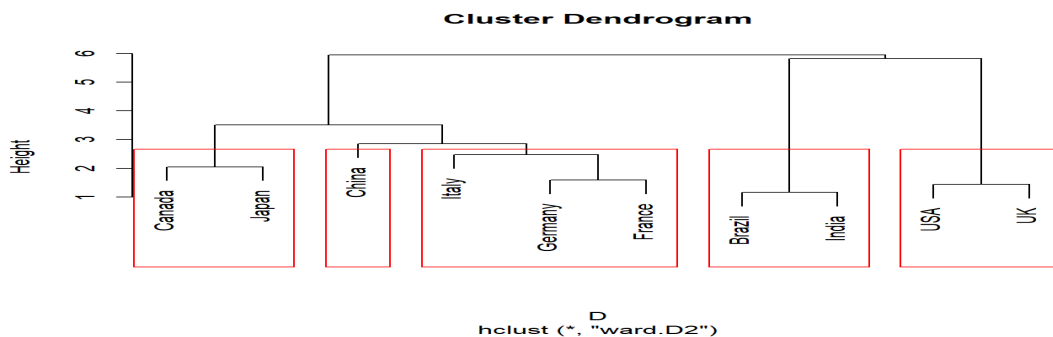 Cluster Dendrogram
Height
6
5
4
3
2
1
Canada
Japan
China
Italy
Germany
France
Brazil
India
USA
UK
D
hclust (*, "ward.D2")